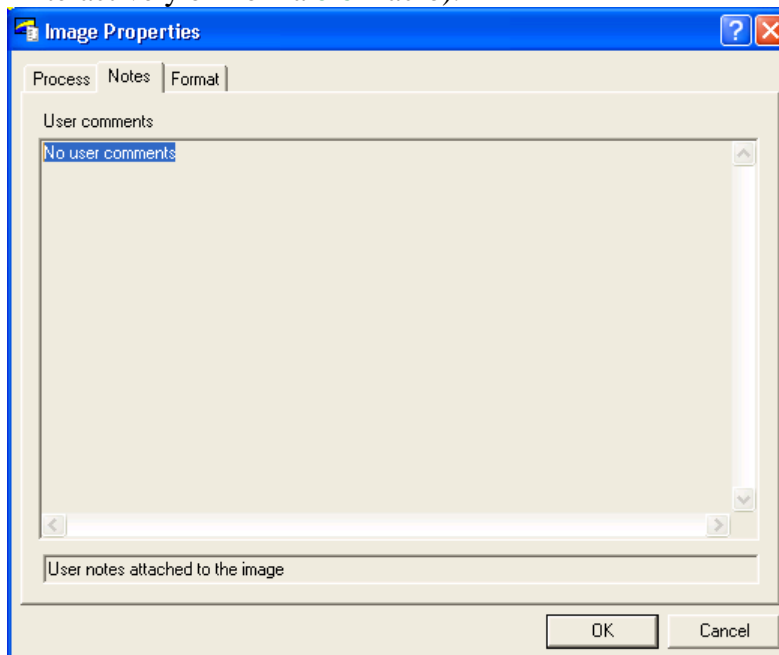 Image Properties
Process Notes Format
User comments
No user comments
User notes attached to the image
OK Cancel